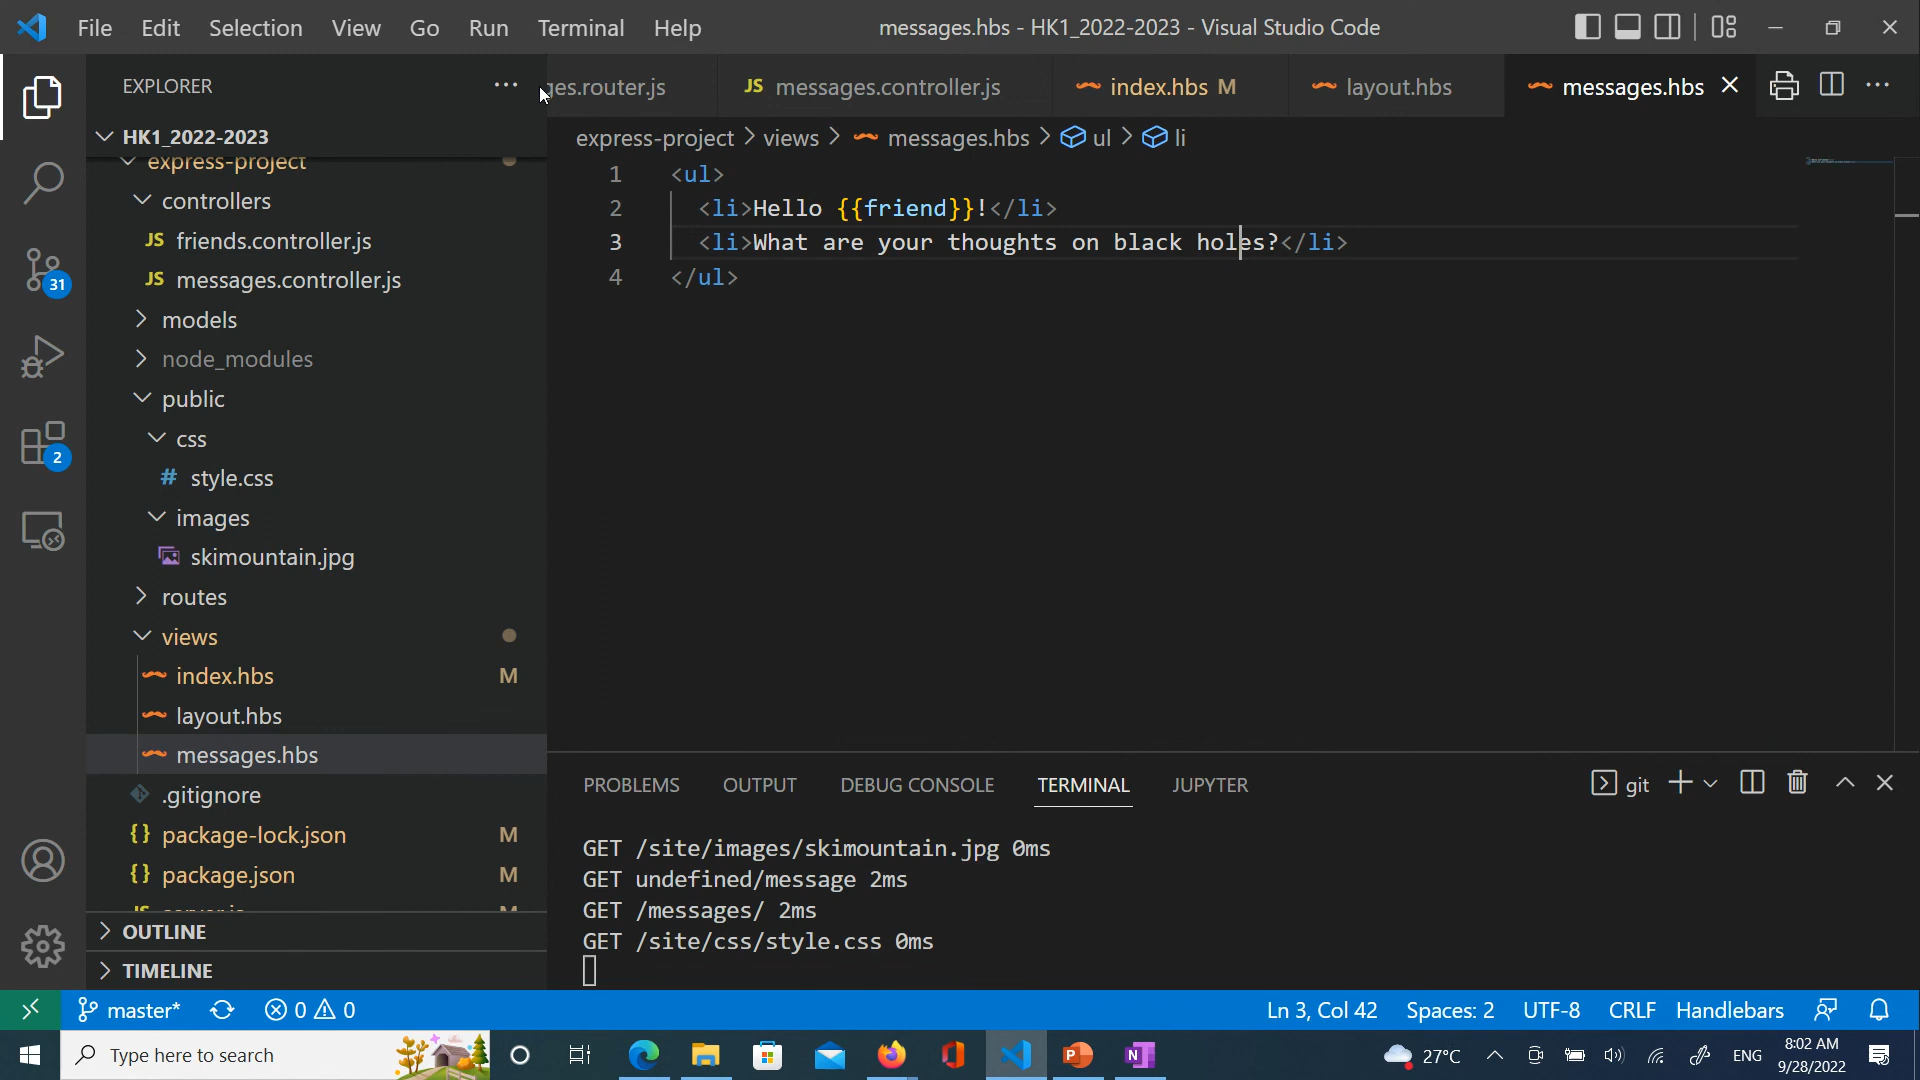 File Edit Selection View Go Run Terminal Help messages.hbs - HK1_2022-2023 - Visual Studio Code
EXPLORER
ges.router.js JS messages.controller.js index.hbs M layout.hbs messages.hbs
HK1_2022-2023
express-project > views > messages.hbs > ul > li
express-project
controllers
JS friends.controller.js
JS messages.controller.js
models
node_modules
public
css
# style.css
images
skimountain.jpg
routes
views
index.hbs M
layout.hbs
messages.hbs
.gitignore
{} package-lock.json M
{} package.json M
OUTLINE
TIMELINE
31
2
1 <ul>
2 <li>Hello {{friend}}!</li>
3 <li>What are your thoughts on black holes?</li>
4 </ul>
PROBLEMS OUTPUT DEBUG CONSOLE TERMINAL JUPYTER git
GET /site/images/skimountain.jpg 0ms
GET undefined/message 2ms
GET /messages/ 2ms
GET /site/css/style.css 0ms
master* 0 0 Ln 3, Col 42 Spaces: 2 UTF-8 CRLF Handlebars
Type here to search 27°C ENG 8:02 AM
9/28/2022